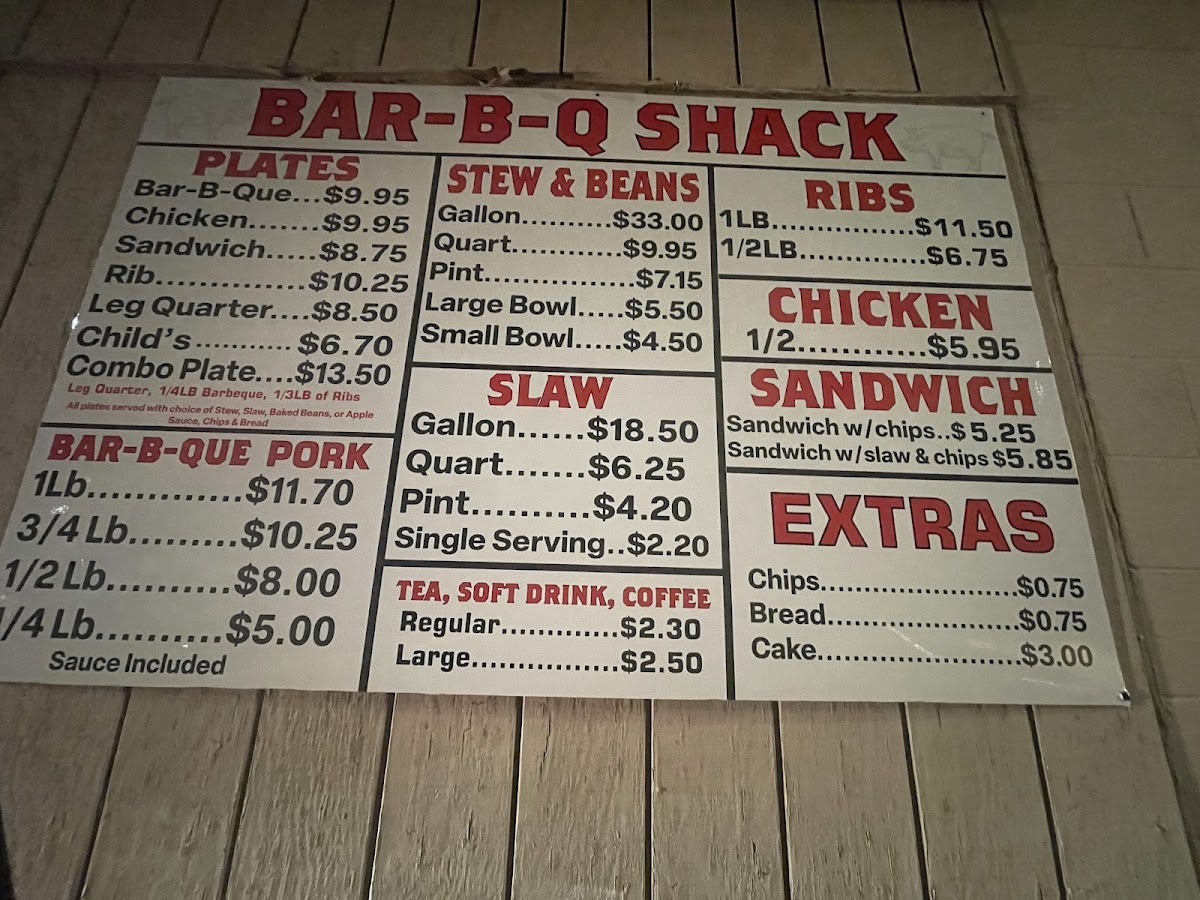 BAR-B-Q SHACK
PLATES
Bar-B-Que...$9.95
Chicken.......$9.95
Sandwich.....$8.75
Rib..............$10.25
Leg Quarter....$8.50
Child's...........$6.70
Combo Plate....$13.50
Leg Quarter, 1/4LB Barbeque, 1/3LB of Ribs
All plates served with choice of Stew, Slaw, Baked Beans, or Apple
Sauce, Chips & Bread
BAR-B-QUE PORK
1Lb.............$11.70
3/4 Lb.........$10.25
1/2 Lb..........$8.00
1/4 Lb..........$5.00
Sauce Included
STEW & BEANS
Gallon..........$33.00
Quart............$9.95
Pint................$7.15
Large Bowl.....$5.50
Small Bowl.....$4.50
SLAW
Gallon......$18.50
Quart.......$6.25
Pint..........$4.20
Single Serving..$2.20
TEA, SOFT DRINK, COFFEE
Regular.............$2.30
Large................$2.50
RIBS
1LB................$11.50
1/2LB..............$6.75
CHICKEN
1/2............$5.95
SANDWICH
Sandwich w/chips..$5.25
Sandwich w/slaw & chips $5.85
EXTRAS
Chips......................$0.75
Bread.....................$0.75
Cake.......................$3.00